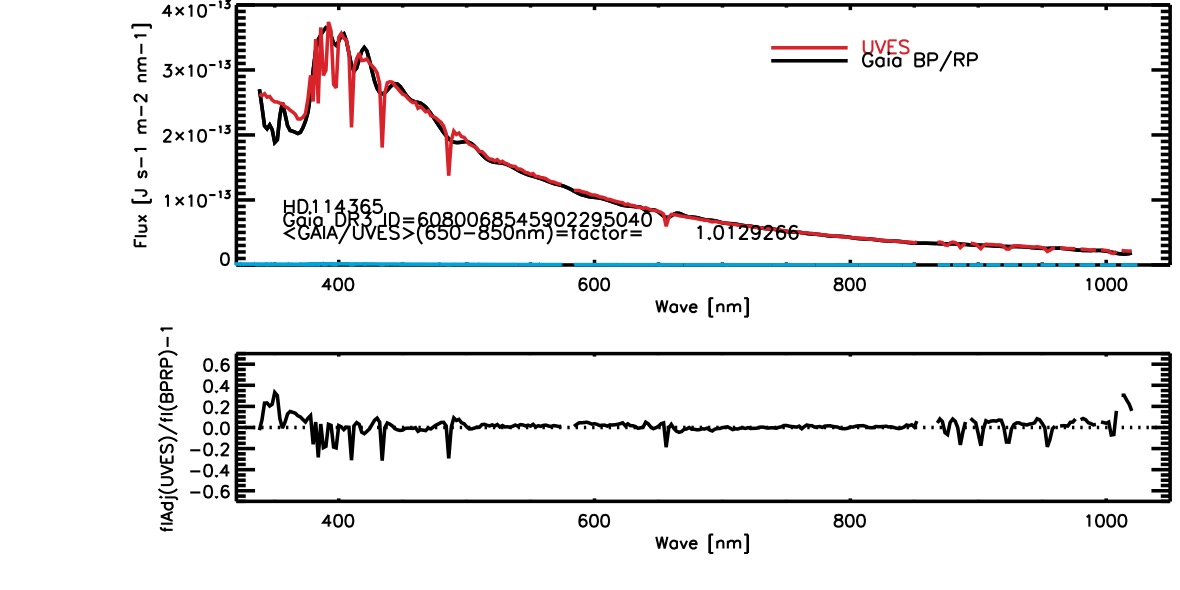 4×10−13
3×10−13
2×10−13
1×10−13
0
Flux [J s−1 m−2 nm−1]
UVES
Gaia BP/RP
HD114365
Gaia DR3 ID=6080068545902295040
<GAIA/UVES>(650−850nm)=factor= 1.0129266
400 600 800 1000
Wave [nm]
flAdj(UVES)/fl(BPRP)−1
0.6
0.4
0.2
0.0
−0.2
−0.4
−0.6
400 600 800 1000
Wave [nm]